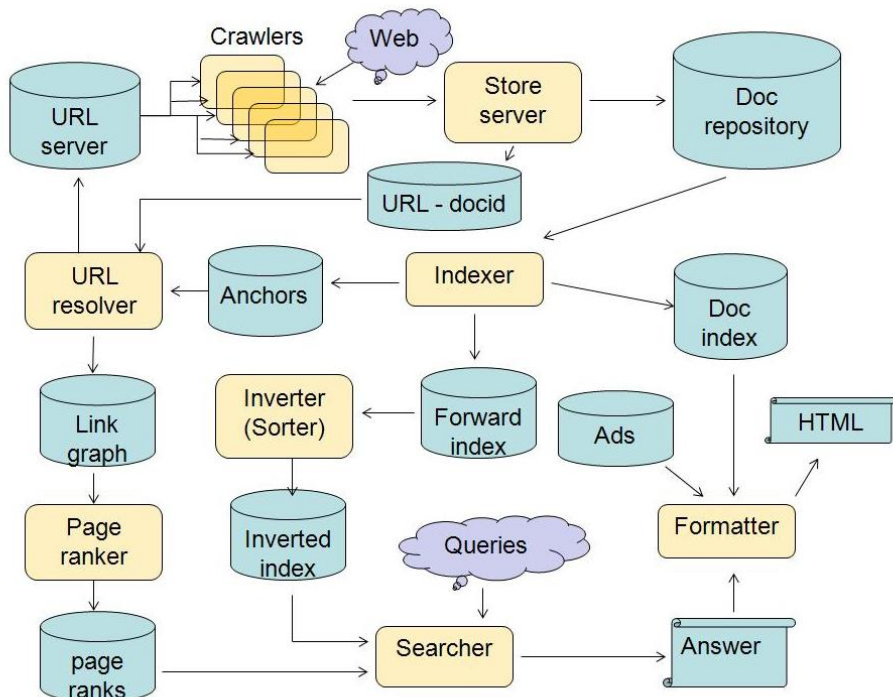 Crawlers
Web
URL
server
Store
server
Doc
repository
URL - docid
URL
resolver
Anchors
Indexer
Doc
index
Link
graph
Inverter
(Sorter)
Forward
index
Ads
HTML
Page
ranker
Inverted
index
Queries
Formatter
page
ranks
Searcher
Answer